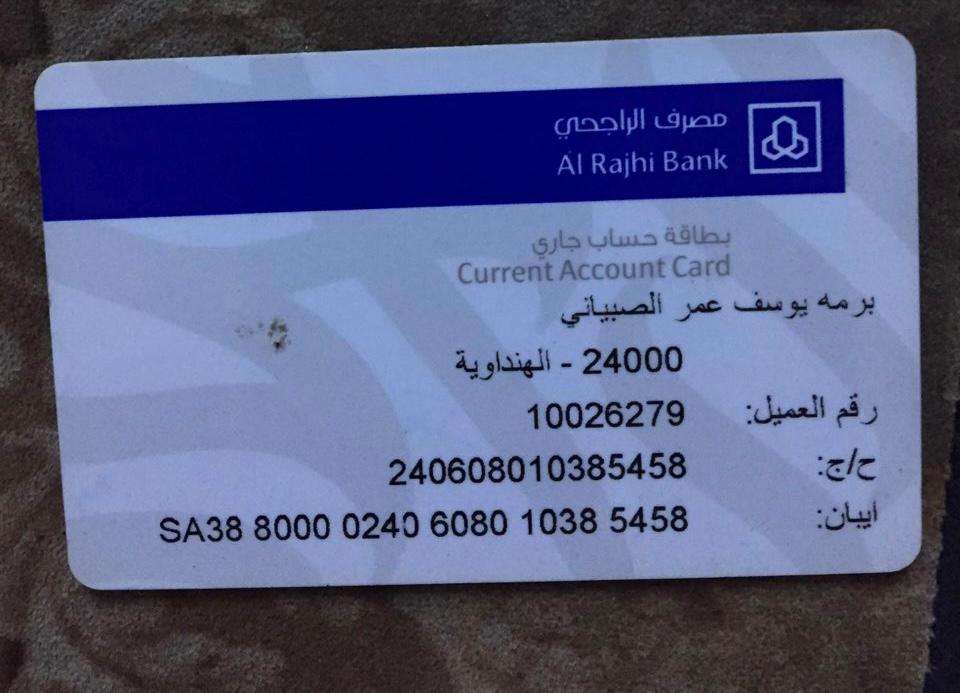 مصرف الراجحي
Al Rajhi Bank
بطاقة حساب جاري
Current Account Card
برمه يوسف عمر الصبياني
24000 - الهنداوية
رقم العميل: 10026279
ح/ج: 240608010385458
ايبان: SA38 8000 0240 6080 1038 5458